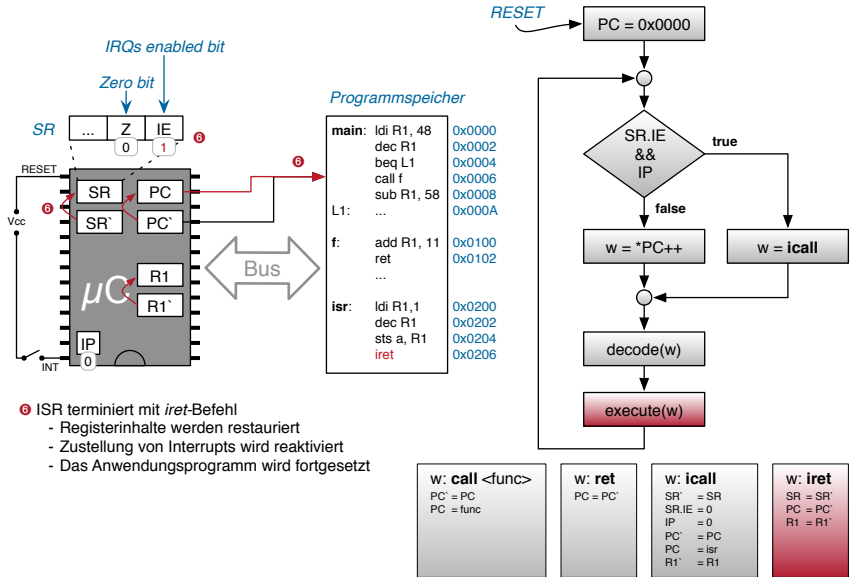 IRQs enabled bit
Zero bit
SR
... Z IE
0 1
❻
RESET
Vcc
INT
SR PC
SR` PC`
❻
µC
R1
R1`
IP
0
Bus
❻
Programmspeicher
main: ldi R1, 48 0x0000
dec R1 0x0002
beq L1 0x0004
call f 0x0006
sub R1, 58 0x0008
L1: ... 0x000A
f: add R1, 11 0x0100
ret 0x0102
...
isr: ldi R1,1 0x0200
dec R1 0x0202
sts a, R1 0x0204
iret 0x0206
❻ ISR terminiert mit iret-Befehl
- Registerinhalte werden restauriert
- Zustellung von Interrupts wird reaktiviert
- Das Anwendungsprogramm wird fortgesetzt
RESET
PC = 0x0000
SR.IE
&&
IP
true
false
w = *PC++
w = icall
decode(w)
execute(w)
w: call <func>
PC` = PC
PC = func
w: ret
PC = PC`
w: icall
SR` = SR
SR.IE = 0
IP = 0
PC` = PC
PC = isr
R1` = R1
w: iret
SR = SR`
PC = PC`
R1 = R1`